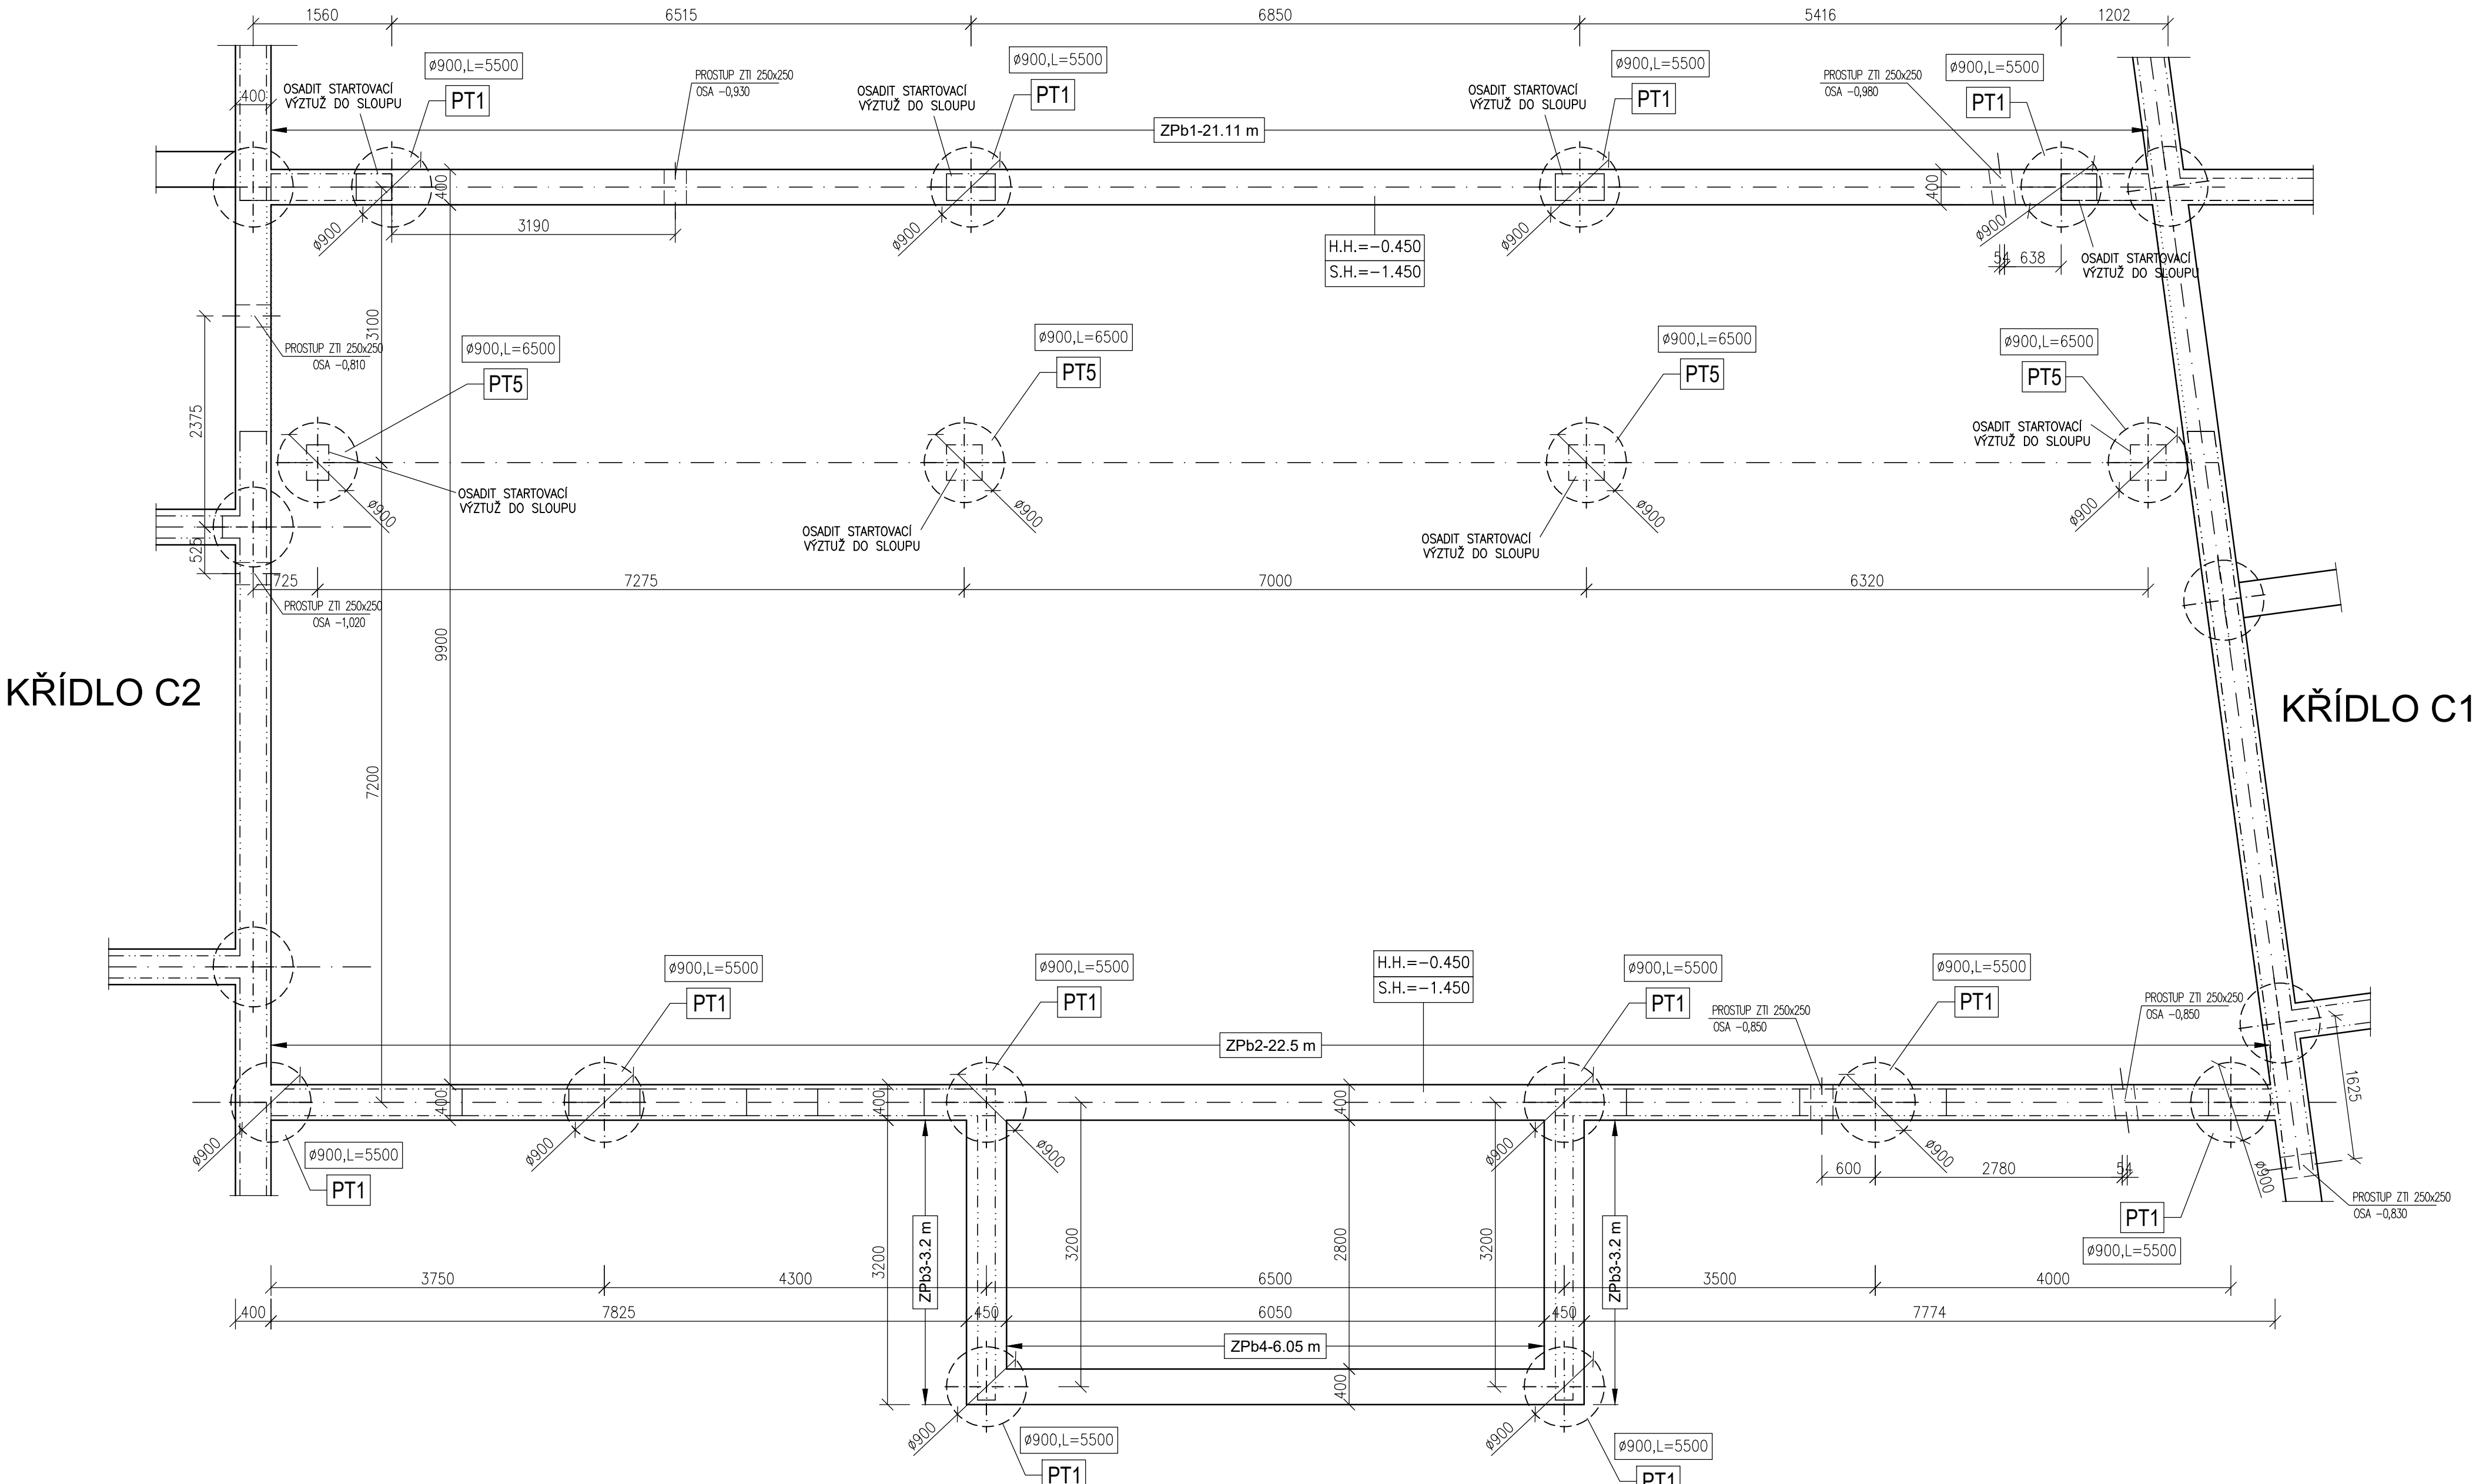 1560
6515
6850
5416
1202
ø900,L=5500
PT1
ø900,L=5500
PT1
ø900,L=5500
PT1
ø900,L=5500
PT1
400
OSADIT STARTOVACÍ
VÝZTUŽ DO SLOUPU
PROSTUP ZTI 250x250
OSA -0,930
OSADIT STARTOVACÍ
VÝZTUŽ DO SLOUPU
OSADIT STARTOVACÍ
VÝZTUŽ DO SLOUPU
PROSTUP ZTI 250x250
OSA -0,980
ZPb1-21.11 m
400
400
ø900
3190
ø900
ø900
ø900
H.H.=-0.450
S.H.=-1.450
54
638
OSADIT STARTOVACÍ
VÝZTUŽ DO SLOUPU
3100
PROSTUP ZTI 250x250
OSA -0,810
ø900,L=6500
PT5
ø900,L=6500
PT5
ø900,L=6500
PT5
ø900,L=6500
PT5
2375
OSADIT STARTOVACÍ
VÝZTUŽ DO SLOUPU
ø900
OSADIT STARTOVACÍ
VÝZTUŽ DO SLOUPU
ø900
OSADIT STARTOVACÍ
VÝZTUŽ DO SLOUPU
ø900
OSADIT STARTOVACÍ
VÝZTUŽ DO SLOUPU
ø900
525
725
7275
7000
6320
PROSTUP ZTI 250x250
OSA -1,020
9900
KŘÍDLO C2
KŘÍDLO C1
7200
ø900,L=5500
PT1
ø900,L=5500
PT1
H.H.=-0.450
S.H.=-1.450
ø900,L=5500
PT1
ø900,L=5500
PT1
PROSTUP ZTI 250x250
OSA -0,850
PROSTUP ZTI 250x250
OSA -0,850
ZPb2-22.5 m
400
400
400
1625
ø900
ø900,L=5500
PT1
ø900
ø900
ø900
ø900
600
2780
54
ø900
PROSTUP ZTI 250x250
OSA -0,830
PT1
ø900,L=5500
3200
ZPb3-3.2 m
3200
2800
3200
ZPb3-3.2 m
3750
4300
6500
3500
4000
400
7825
450
6050
450
7774
ZPb4-6.05 m
400
ø900
ø900
ø900,L=5500
PT1
ø900,L=5500
PT1